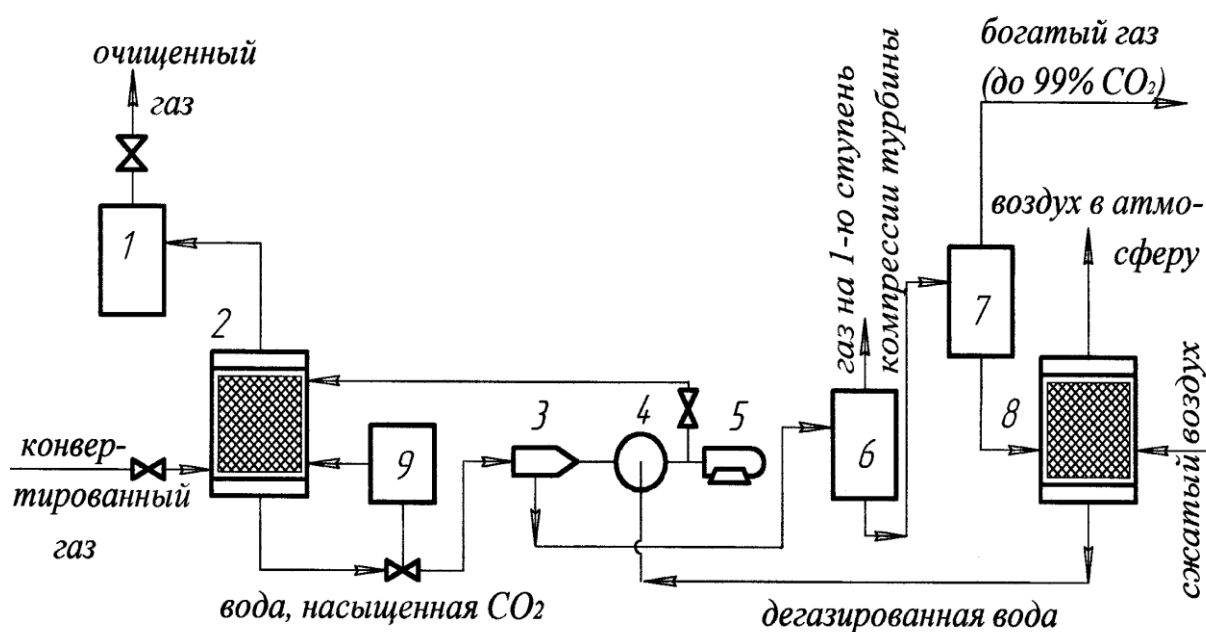 очищенный
газ
1
2
конвер-
тированный
газ
9
3
4
5
вода, насыщенная CO₂
газ на 1-ю ступень
компрессии турбины
6
богатый газ
(до 99% CO₂)
7
воздух в атмо-
сферу
8
сжатый воздух
дегазированная вода